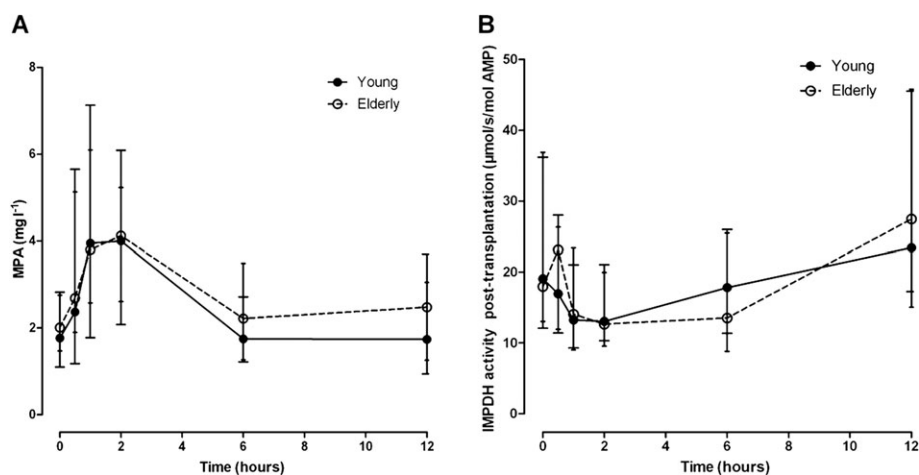 A
MPA (mg l⁻¹)
8
6
4
2
0
Young
Elderly
0 2 4 6 8 10 12
Time (hours)
B
IMPDH activity post-transplantation (µmol/s/mol AMP)
50
40
30
20
10
0
Young
Elderly
0 2 4 6 8 10 12
Time (hours)